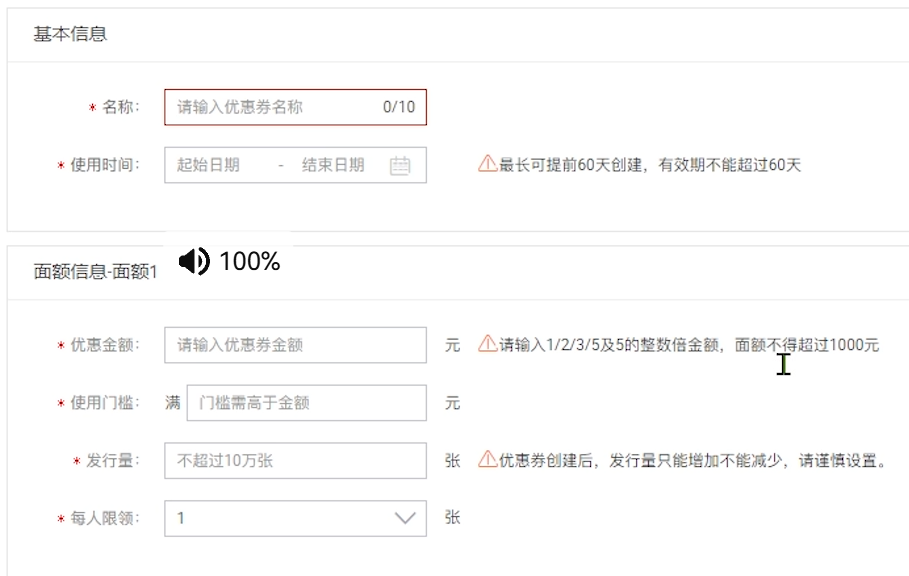 基本信息
* 名称: 请输入优惠券名称 0/10
* 使用时间: 起始日期 - 结束日期 最长可提前60天创建，有效期不能超过60天
100%
面额信息-面额1
* 优惠金额: 请输入优惠券金额 元 请输入1/2/3/5及5的整数倍金额，面额不得超过1000元
* 使用门槛: 满 门槛需高于金额 元
* 发行量: 不超过10万张 张 优惠券创建后，发行量只能增加不能减少，请谨慎设置。
* 每人限领: 1 张